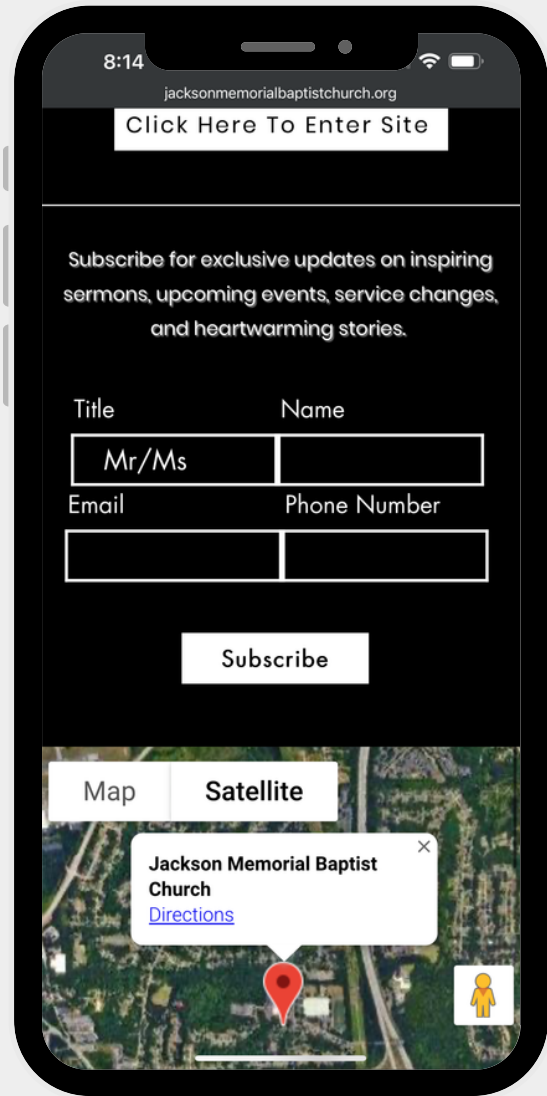 8:14
jacksonmemorialbaptistchurch.org
Click Here To Enter Site
Subscribe for exclusive updates on inspiring
sermons, upcoming events, service changes,
and heartwarming stories.
Title Name
Mr/Ms
Email Phone Number
Subscribe
Map Satellite
Jackson Memorial Baptist
Church
Directions